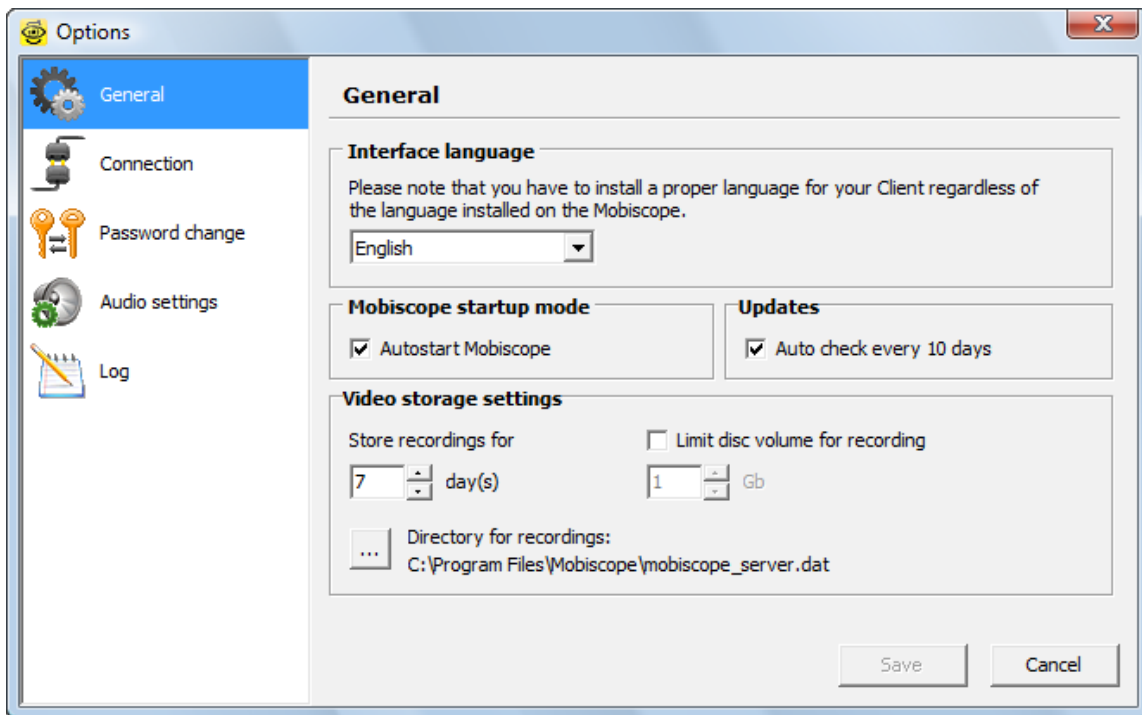 Options
General
Connection
Password change
Audio settings
Log
General
Interface language
Please note that you have to install a proper language for your Client regardless of
the language installed on the Mobiscope.
English
Mobiscope startup mode
Autostart Mobiscope
Updates
Auto check every 10 days
Video storage settings
Store recordings for
7 day(s)
Limit disc volume for recording
1 Gb
...
Directory for recordings:
C:\Program Files\Mobiscope\mobiscope_server.dat
Save
Cancel